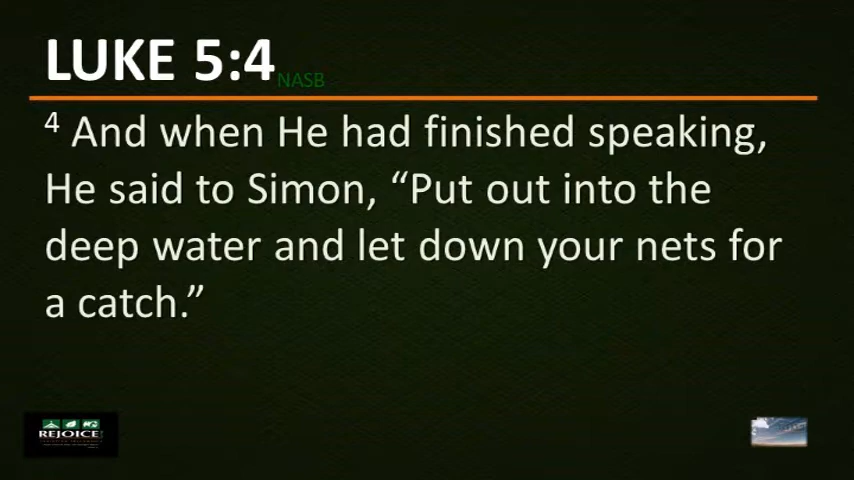 LUKE 5:4 NASB
4 And when He had finished speaking,
He said to Simon, “Put out into the
deep water and let down your nets for
a catch.”
REJOICE